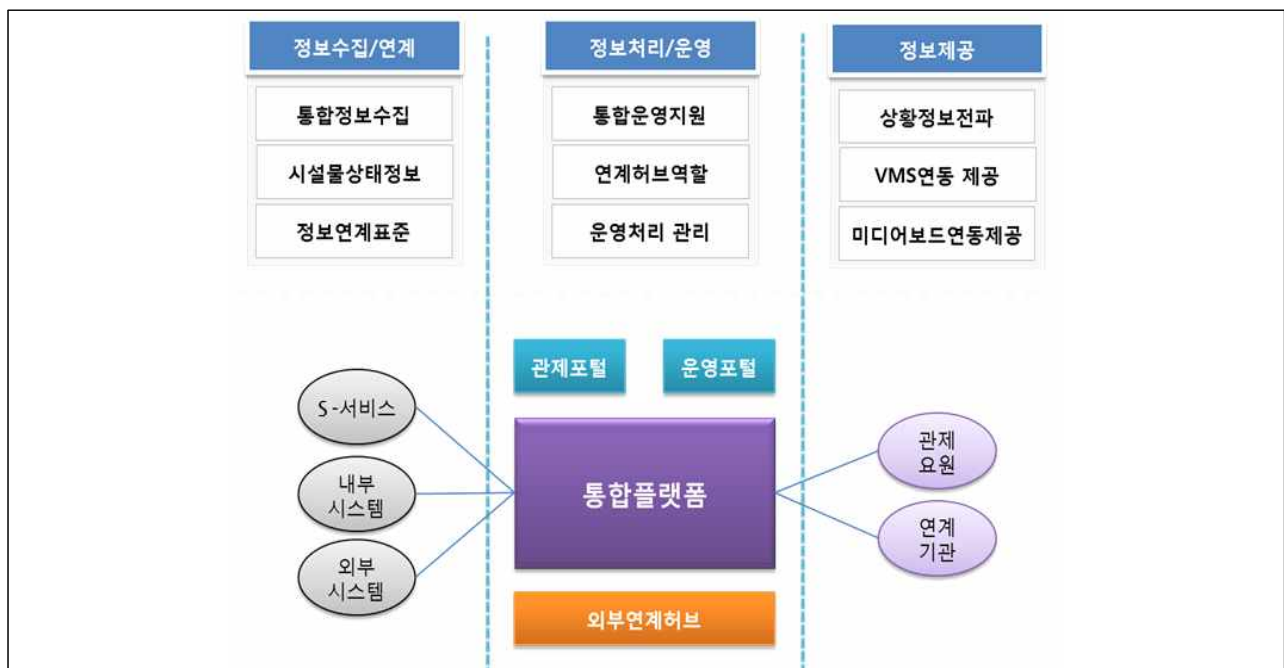 정보수집/연계
통합정보수집
시설물상태정보
정보연계표준
정보처리/운영
통합운영지원
연계허브역할
운영처리 관리
정보제공
상황정보전파
VMS연동 제공
미디어보드연동제공
S-서비스
내부
시스템
외부
시스템
관제포털
운영포털
통합플랫폼
외부연계허브
관제
요원
연계
기관